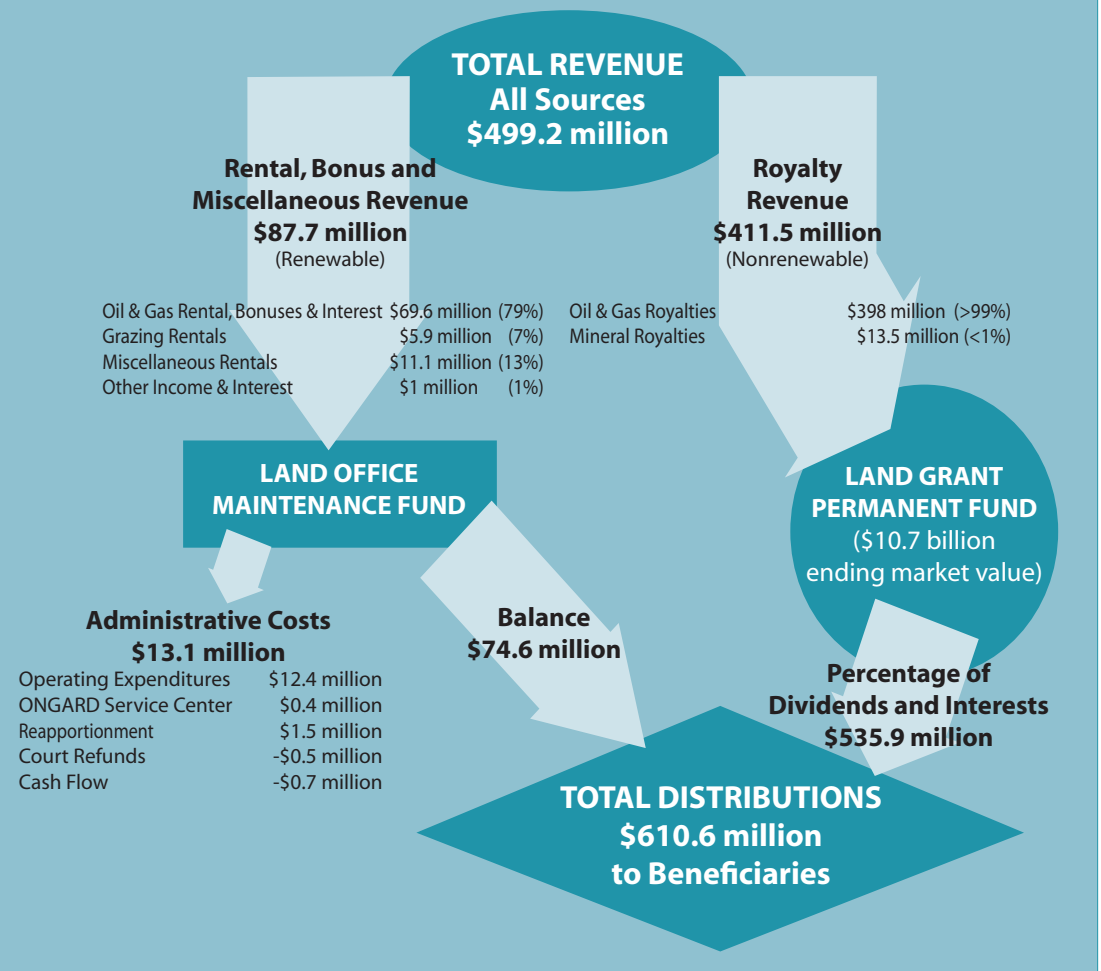 TOTAL REVENUE
All Sources
$499.2 million
Rental, Bonus and
Miscellaneous Revenue
$87.7 million
(Renewable)
Oil & Gas Rental, Bonuses & Interest $69.6 million (79%)
Grazing Rentals $5.9 million (7%)
Miscellaneous Rentals $11.1 million (13%)
Other Income & Interest $1 million (1%)
Royalty
Revenue
$411.5 million
(Nonrenewable)
Oil & Gas Royalties $398 million (>99%)
Mineral Royalties $13.5 million (<1%)
LAND OFFICE
MAINTENANCE FUND
LAND GRANT
PERMANENT FUND
($10.7 billion
ending market value)
Administrative Costs
$13.1 million
Operating Expenditures $12.4 million
ONGARD Service Center $0.4 million
Reapportionment $1.5 million
Court Refunds -$0.5 million
Cash Flow -$0.7 million
Balance
$74.6 million
Percentage of
Dividends and Interests
$535.9 million
TOTAL DISTRIBUTIONS
$610.6 million
to Beneficiaries